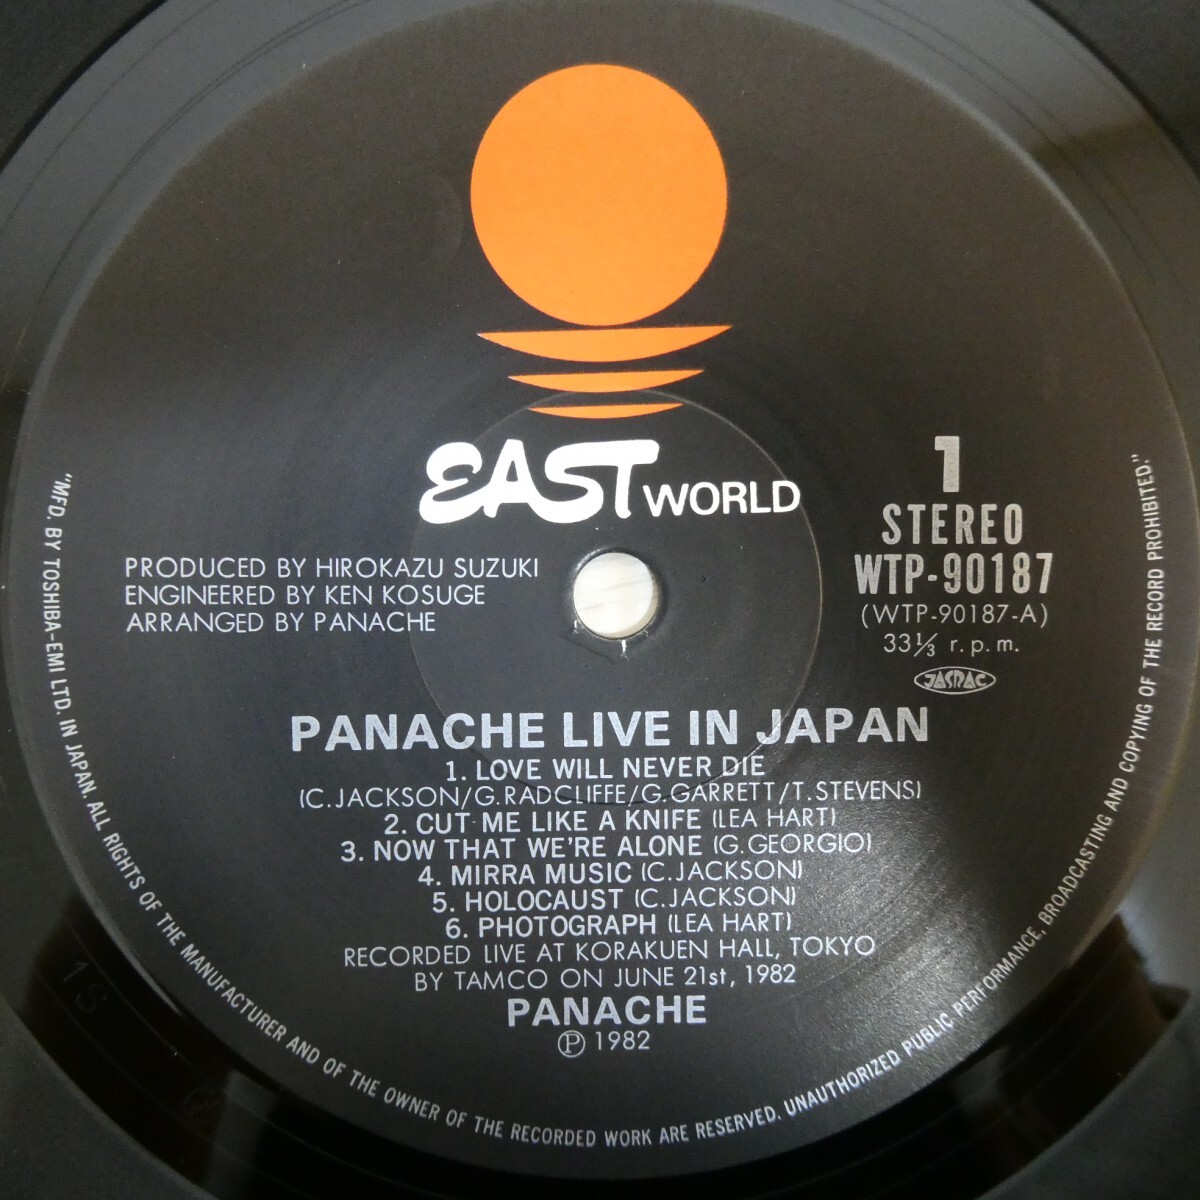 EAST WORLD
1
STEREO
WTP-90187
(WTP-90187-A)
33⅓ r.p.m.
JASRAC
PRODUCED BY HIROKAZU SUZUKI
ENGINEERED BY KEN KOSUGE
ARRANGED BY PANACHE
PANACHE LIVE IN JAPAN
1. LOVE WILL NEVER DIE
(C.JACKSON/G.RADCLIFFE/G.GARRETT/T.STEVENS)
2. CUT ME LIKE A KNIFE (LEA HART)
3. NOW THAT WE'RE ALONE (G.GEORGIO)
4. MIRRA MUSIC (C.JACKSON)
5. HOLOCAUST (C.JACKSON)
6. PHOTOGRAPH (LEA HART)
RECORDED LIVE AT KORAKUEN HALL, TOKYO
BY TAMCO ON JUNE 21st, 1982
PANACHE
Ⓟ 1982
"MFD. BY TOSHIBA-EMI LTD. IN JAPAN. ALL RIGHTS OF THE MANUFACTURER AND OF THE OWNER OF THE RECORDED WORK ARE RESERVED. UNAUTHORIZED PUBLIC PERFORMANCE, BROADCASTING AND COPYING OF THE RECORD PROHIBITED."
1S